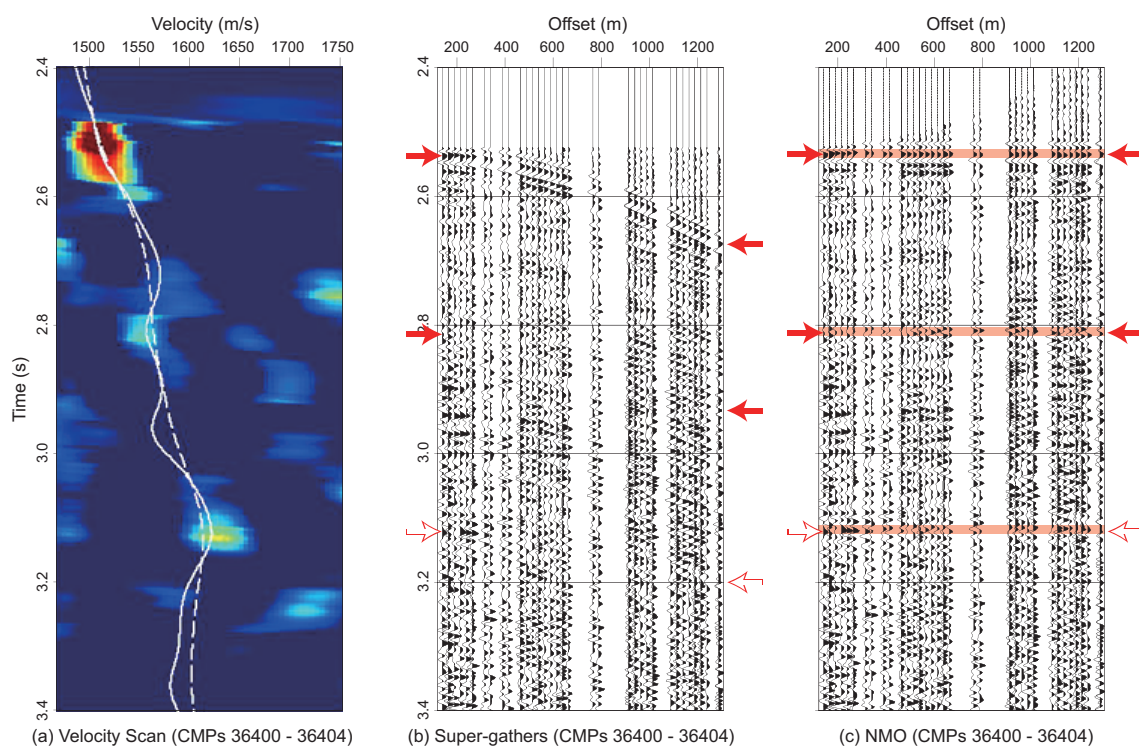 Velocity (m/s)
1500 1550 1600 1650 1700 1750
Offset (m)
200 400 600 800 1000 1200
Offset (m)
200 400 600 800 1000 1200
Time (s)
2.4
2.6
2.8
3.0
3.2
3.4
2.4
2.6
2.8
3.0
3.2
3.4
(a) Velocity Scan (CMPs 36400 - 36404)
(b) Super-gathers (CMPs 36400 - 36404)
(c) NMO (CMPs 36400 - 36404)